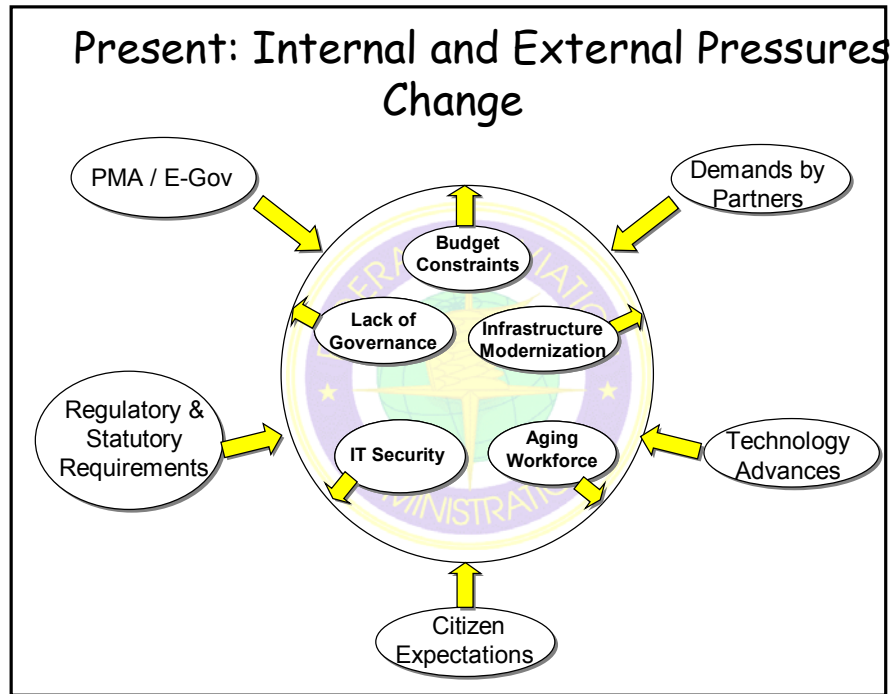 Present: Internal and External Pressures
Change
PMA / E-Gov
Demands by
Partners
Budget
Constraints
Lack of
Governance
Infrastructure
Modernization
Regulatory &
Statutory
Requirements
IT Security
Aging
Workforce
Technology
Advances
Citizen
Expectations